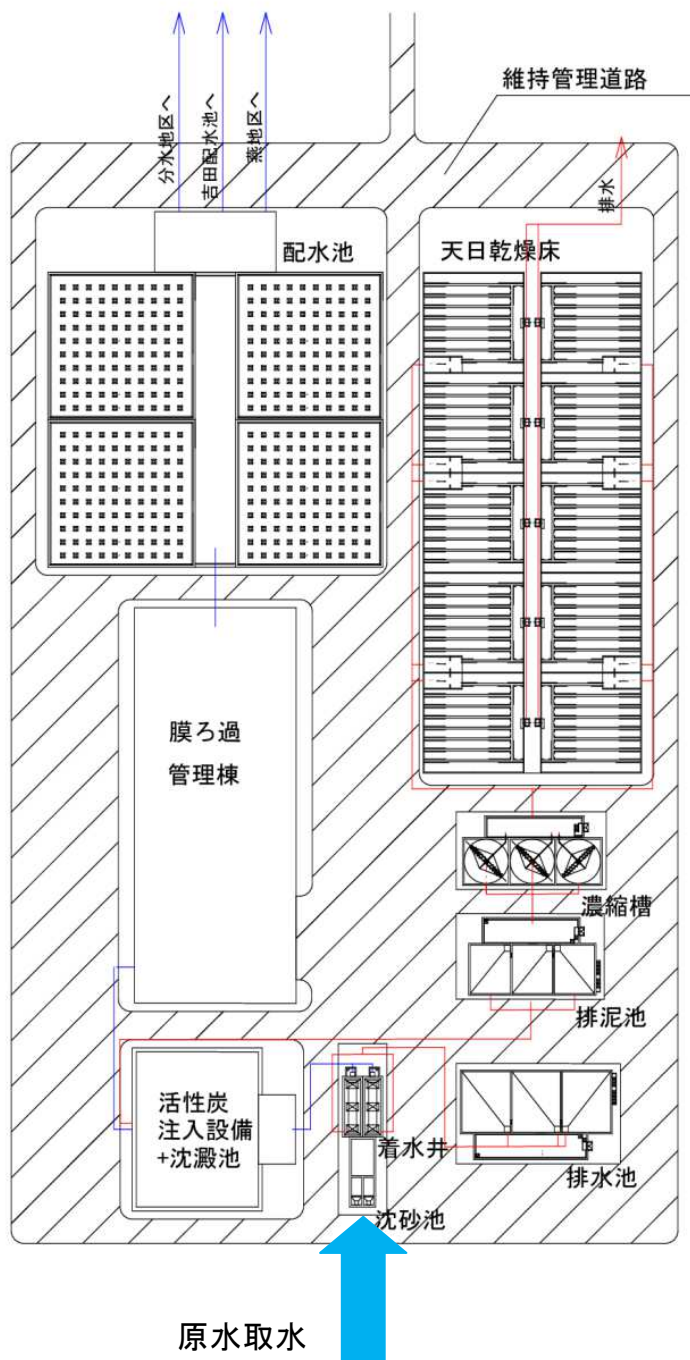 維持管理道路
分水地区へ
吉田配水池へ
燕地区へ
排水
配水池
天日乾燥床
膜ろ過
管理棟
濃縮槽
排泥池
活性炭
注入設備
+沈澱池
着水井
排水池
沈砂池
原水取水